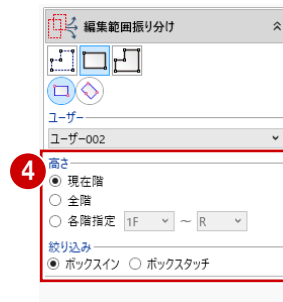 編集範囲振り分け
ユーザー
ユーザー002
4
高さ
現在階
全階
各階指定 1F ～ R
絞り込み
ボックスイン ボックスタッチ